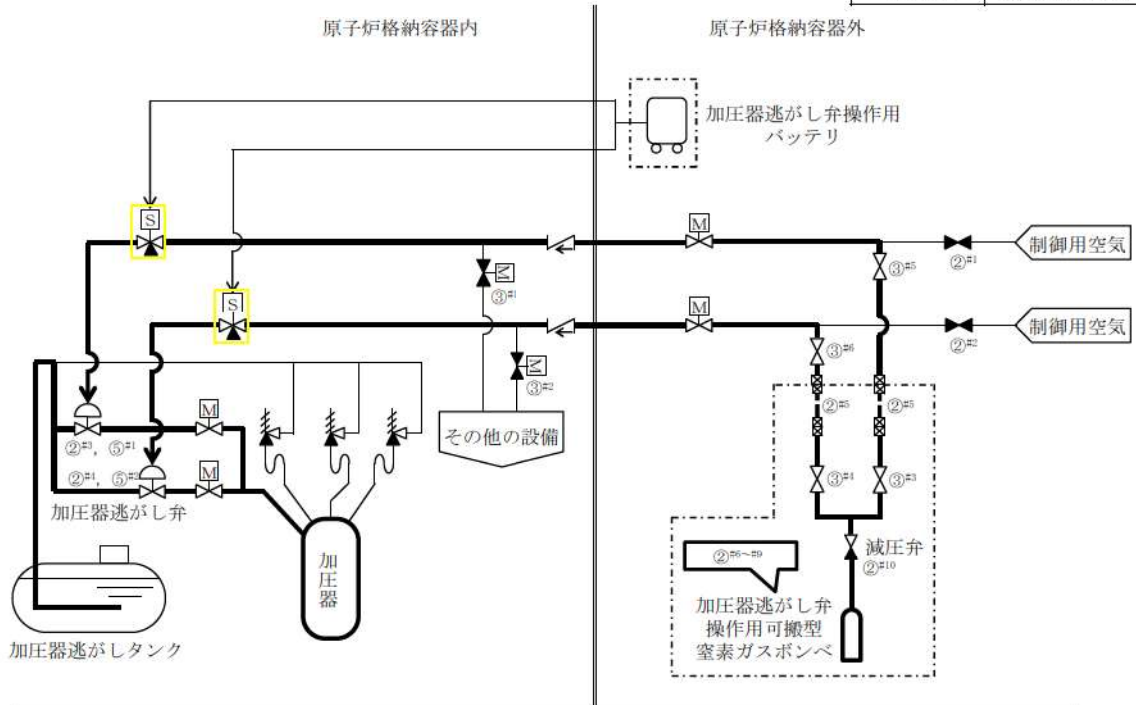 原子炉格納容器内
原子炉格納容器外
加圧器逃がし弁操作用
バッテリ
S
M
制御用空気
②#1
③#5
M
③#1
S
M
制御用空気
②#2
③#6
M
③#2
②#5
②#5
その他の設備
M
②#3, ⑤#1
②#4, ⑤#2
M
加圧器逃がし弁
③#4
③#3
加圧器
減圧弁
②#10
②#6~#9
加圧器逃がし弁
操作用可搬型
窒素ガスボンベ
加圧器逃がしタンク